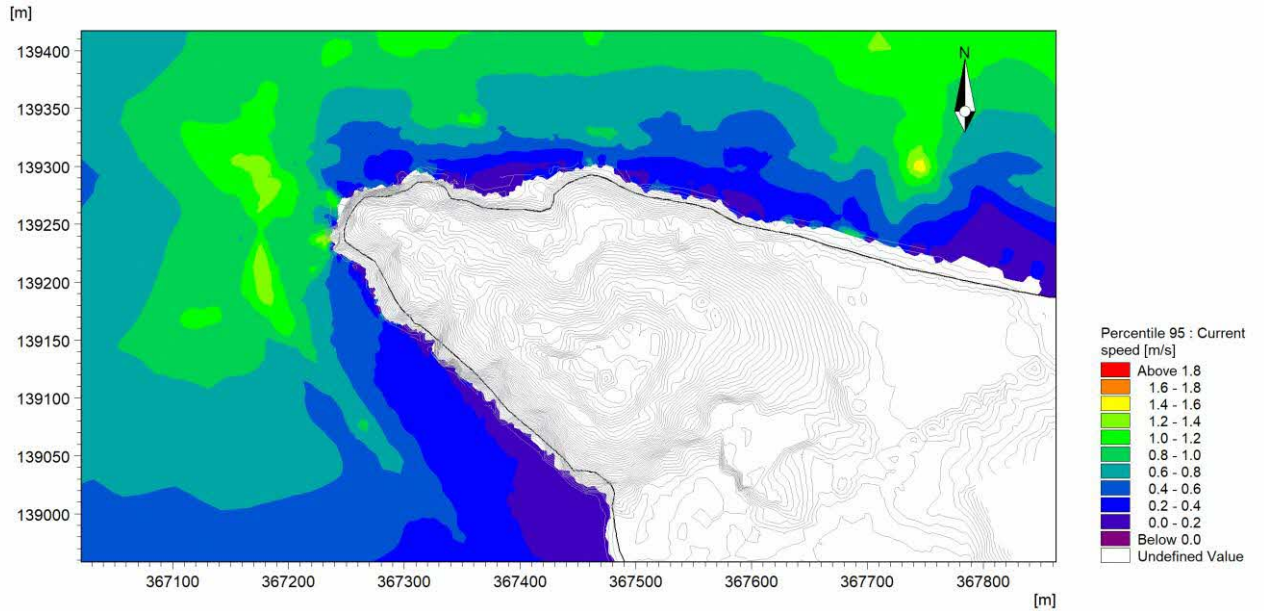 [m]
139400
139350
139300
139250
139200
139150
139100
139050
139000
367100 367200 367300 367400 367500 367600 367700 367800
[m]
N
Percentile 95 : Current
speed [m/s]
Above 1.8
1.6 - 1.8
1.4 - 1.6
1.2 - 1.4
1.0 - 1.2
0.8 - 1.0
0.6 - 0.8
0.4 - 0.6
0.2 - 0.4
0.0 - 0.2
Below 0.0
Undefined Value